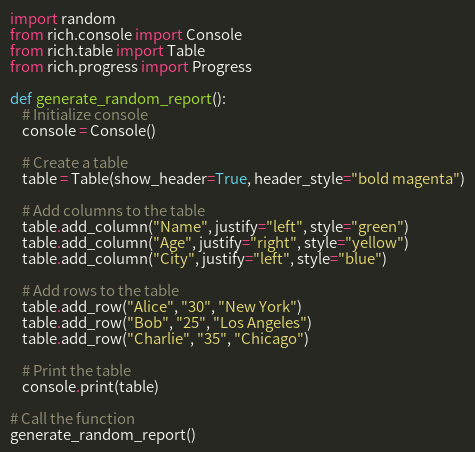 import random
from rich.console import Console
from rich.table import Table
from rich.progress import Progress

def generate_random_report():
    # Initialize console
    console = Console()

    # Create a table
    table = Table(show_header=True, header_style="bold magenta")

    # Add columns to the table
    table.add_column("Name", justify="left", style="green")
    table.add_column("Age", justify="right", style="yellow")
    table.add_column("City", justify="left", style="blue")

    # Add rows to the table
    table.add_row("Alice", "30", "New York")
    table.add_row("Bob", "25", "Los Angeles")
    table.add_row("Charlie", "35", "Chicago")

    # Print the table
    console.print(table)

# Call the function
generate_random_report()